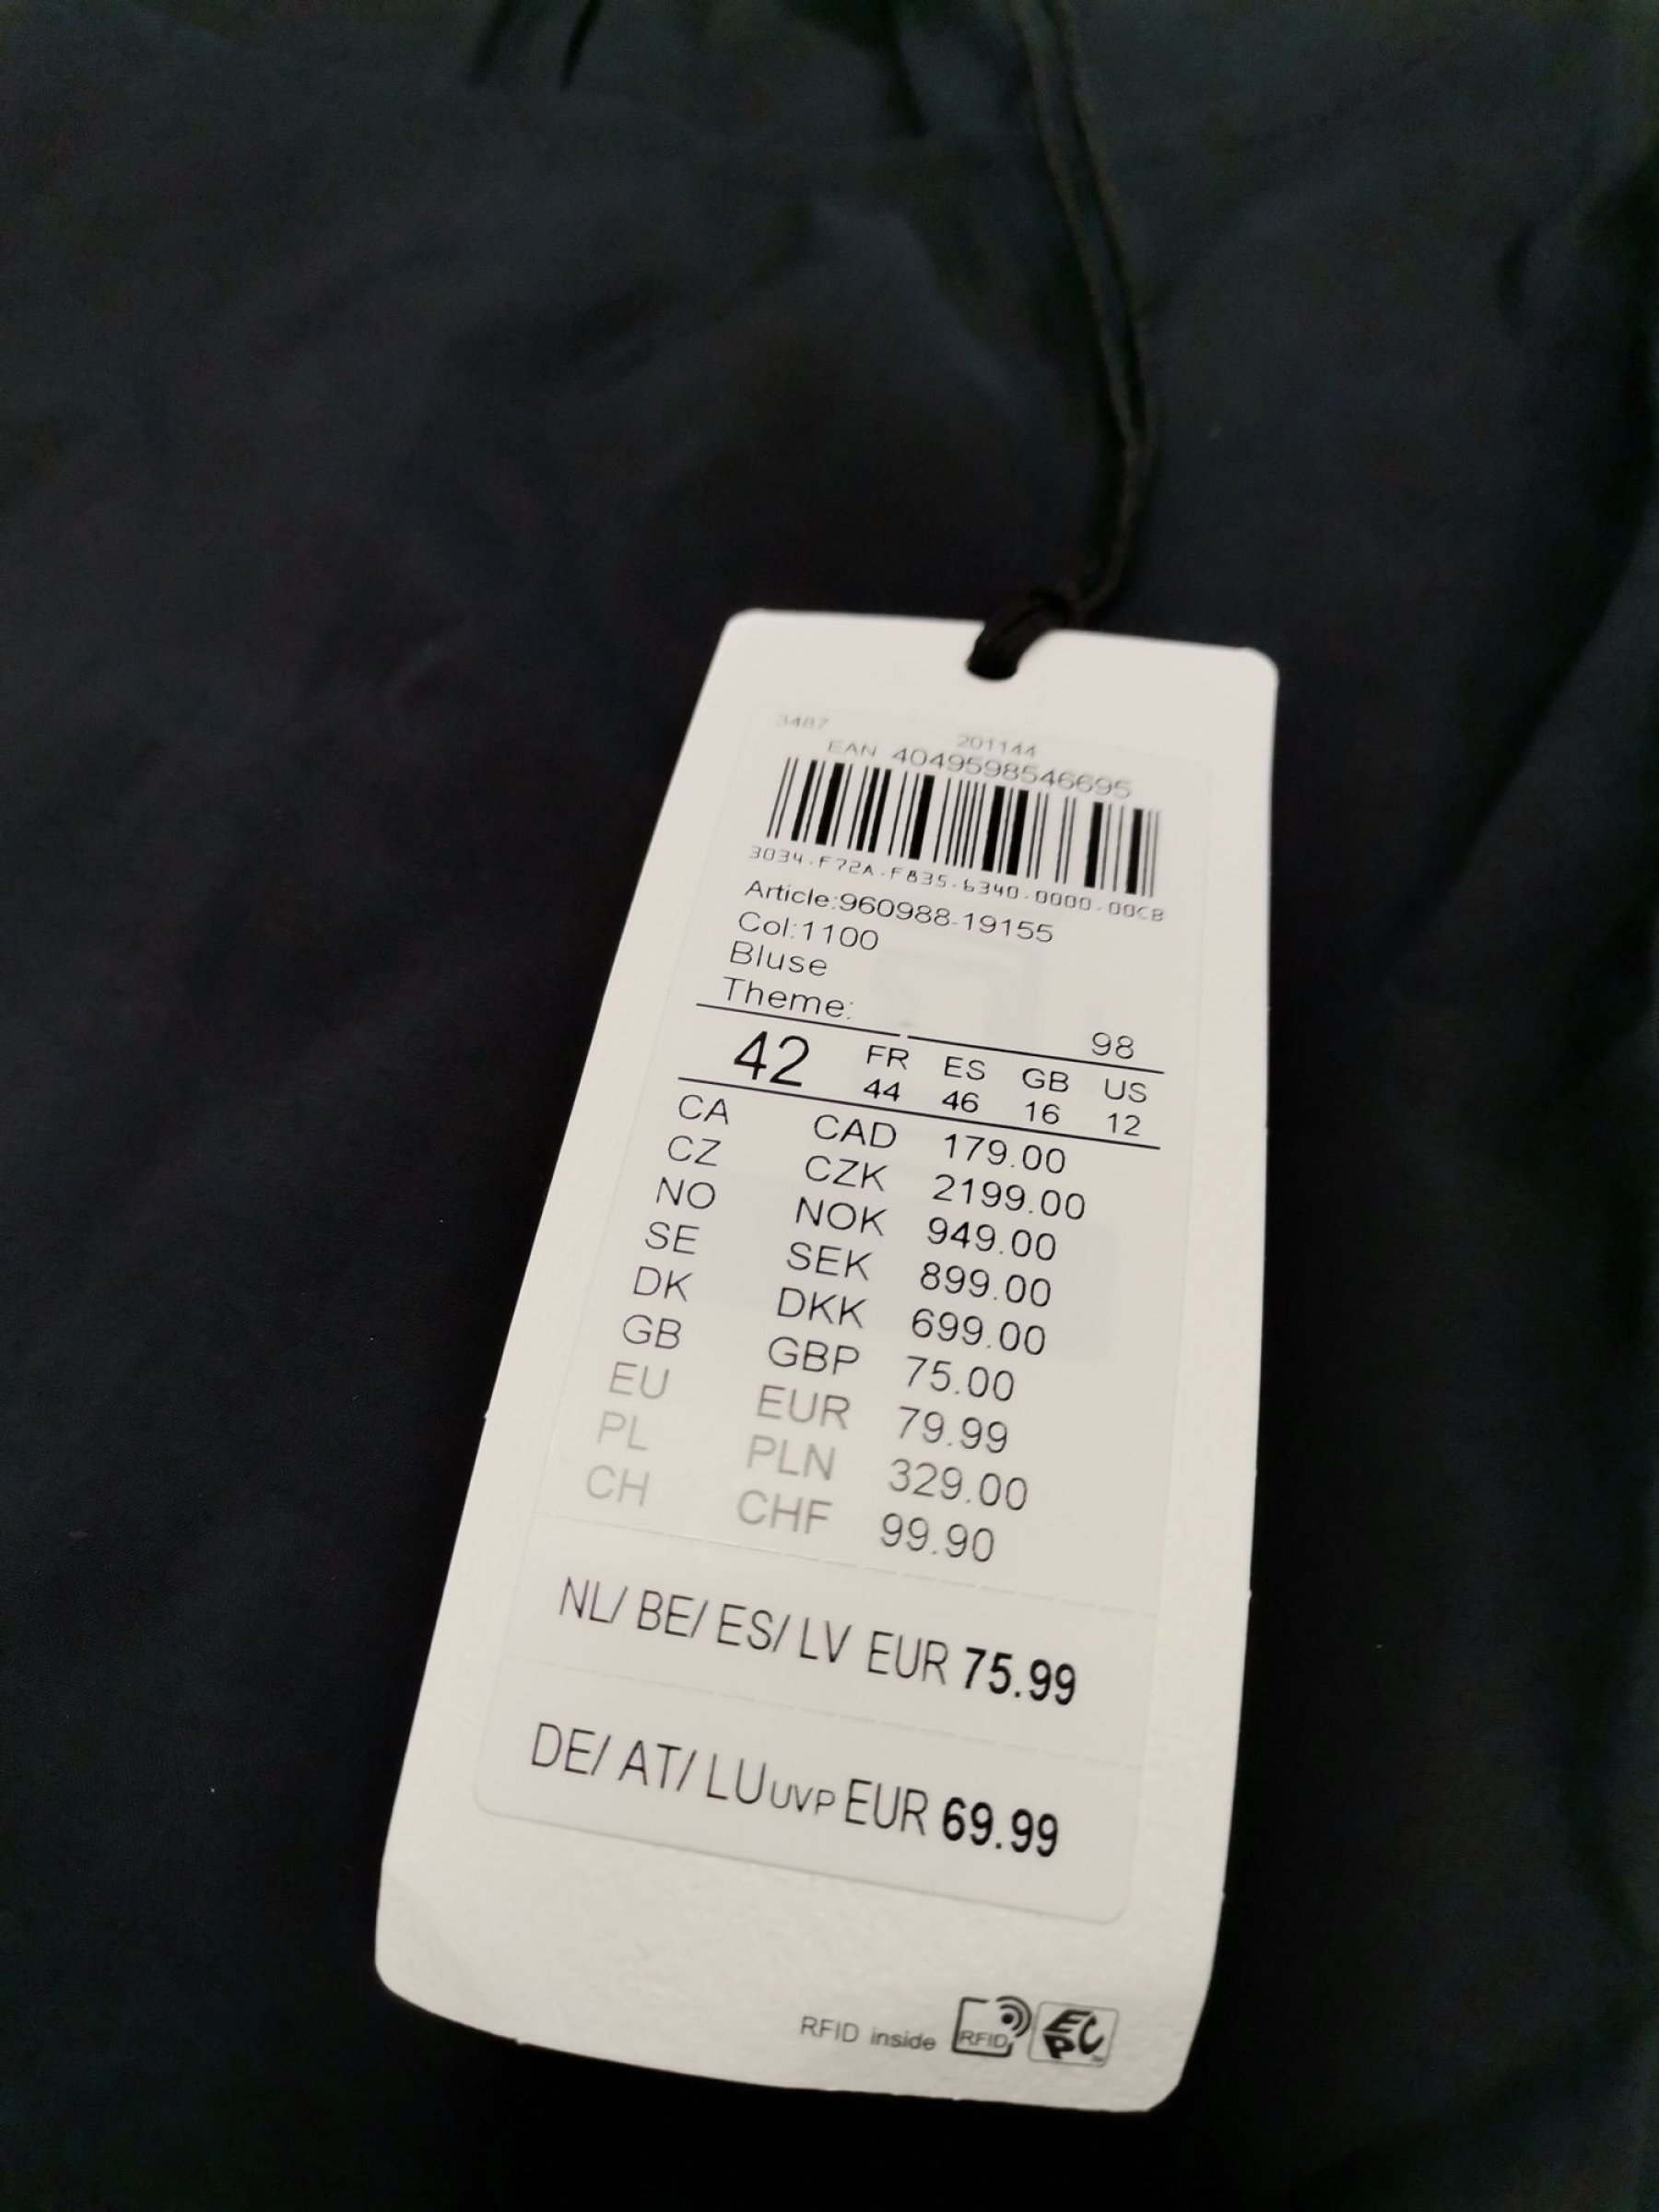 3487 201144
EAN 4049598546695
3034.F72A.F835.6340.0000.00CB
Article:960988-19155
Col:1100
Bluse
Theme: 98
42 FR ES GB US
44 46 16 12
CA CAD 179.00
CZ CZK 2199.00
NO NOK 949.00
SE SEK 899.00
DK DKK 699.00
GB GBP 75.00
EU EUR 79.99
PL PLN 329.00
CH CHF 99.90
NL/ BE/ ES/ LV EUR 75.99
DE/ AT/ LU UVP EUR 69.99
RFID inside RFID EPC